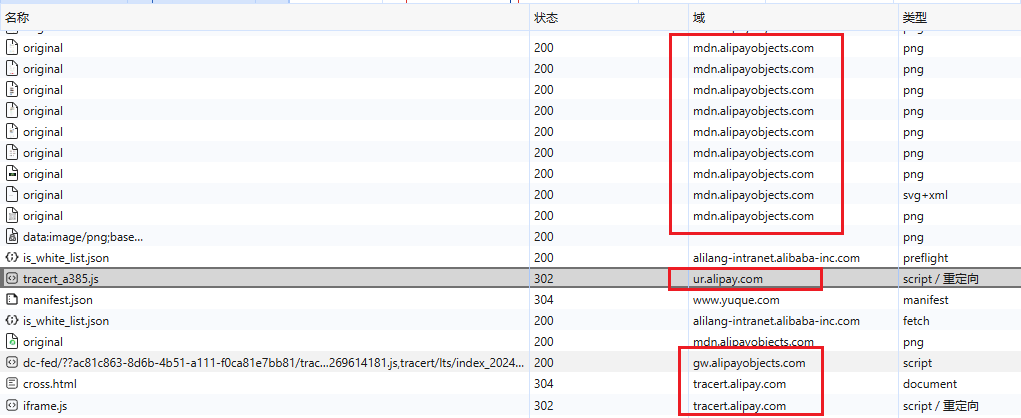 名称 状态 域 类型
original 200 mdn.alipayobjects.com png
original 200 mdn.alipayobjects.com png
original 200 mdn.alipayobjects.com png
original 200 mdn.alipayobjects.com png
original 200 mdn.alipayobjects.com png
original 200 mdn.alipayobjects.com png
original 200 mdn.alipayobjects.com png
original 200 mdn.alipayobjects.com svg+xml
original 200 mdn.alipayobjects.com png
data:image/png;base... 200 png
is_white_list.json 200 alilang-intranet.alibaba-inc.com preflight
tracert_a385.js 302 ur.alipay.com script / 重定向
manifest.json 304 www.yuque.com manifest
is_white_list.json 200 alilang-intranet.alibaba-inc.com fetch
original 200 mdn.alipayobjects.com png
dc-fed/??ac81c863-8d6b-4b51-a111-f0ca81e7bb81/trac...269614181.js,tracert/lts/index_2024... 200 gw.alipayobjects.com script
cross.html 304 tracert.alipay.com document
iframe.js 302 tracert.alipay.com script / 重定向